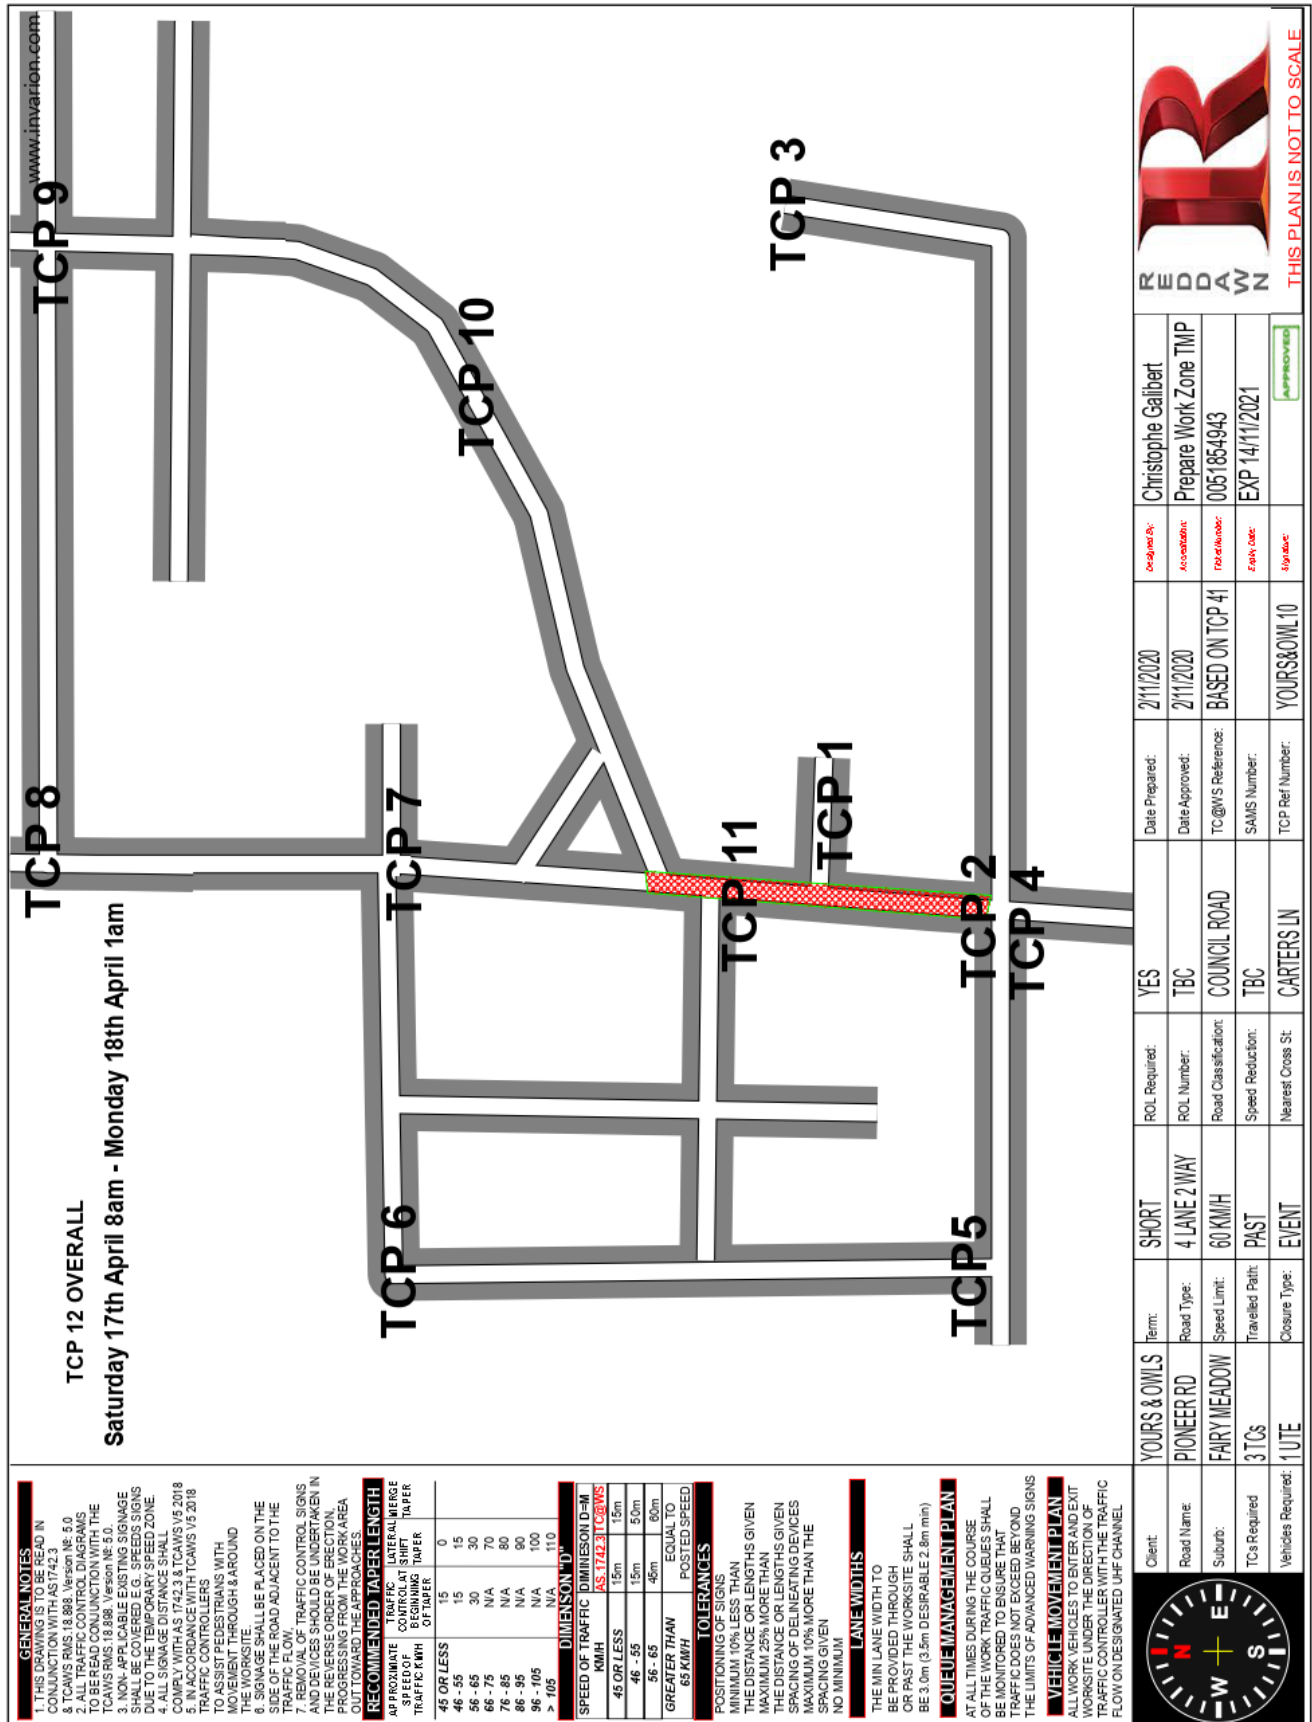 TCP 12 OVERALL
Saturday 17th April 8am - Monday 18th April 1am
www.invarion.com
TCP 8
TCP 9
TCP 10
TCP 7
TCP 6
TCP 3
TCP 11
TCP 1
TCP 2
TCP 4
TCP5
GENERAL NOTES
1. THIS DRAWING IS TO BE READ IN
CONJUNCTION WITH AS1742.3
& TCAWS RMS.18.898. Version Nº: 5.0
2. ALL TRAFFIC CONTROL DIAGRAMS
TO BE READ CONJUNCTION WITH THE
TCAWS RMS.18.898. Version Nº: 5.0.
3. NON- APPLICABLE EXISTING SIGNAGE
SHALL BE COVERED E.G. SPEEDS SIGNS
DUE TO THE TEMPORARY SPEED ZONE.
4. ALL SIGNAGE DISTANCE SHALL
COMPLY WITH AS 1742.3 & TCAWS V5 2018
5. IN ACCORDANCE WITH TCAWS V5 2018
TRAFFIC CONTROLLERS
TO ASSIST PEDESTRIANS WITH
MOVEMENT THROUGH & AROUND
THE WORKSITE.
6. SIGNAGE SHALL BE PLACED ON THE
SIDE OF THE ROAD ADJACENT TO THE
TRAFFIC FLOW.
7. REMOVAL OF TRAFFIC CONTROL SIGNS
AND DEVICES SHOULD BE UNDERTAKEN IN
THE REVERSE ORDER OF ERECTION,
PROGRESSING FROM THE WORK AREA
OUT TOWARD THE APPROACHES.
RECOMMENDED TAPER LENGTH
APPROXIMATE SPEED OF TRAFFIC KM/H TRAFFIC CONTROL AT BEGINNING OF TAPER LATERAL SHIFT TAPER MERGE TAPER
45 OR LESS 15 0
46 - 55 15 15
56 - 65 30 30
66 - 75 N/A 70
76 - 85 N/A 80
86 - 95 N/A 90
96 - 105 N/A 100
> 105 N/A 110
DIMENSON "D"
SPEED OF TRAFFIC KM/H DIMINESON D=M
AS.1742.3 TC@WS
45 OR LESS 15m 15m
46 - 55 15m 50m
56 - 65 45m 60m
GREATER THAN 65 KM/H EQUAL TO POSTED SPEED
TOLERANCES
POSITIONING OF SIGNS
MINIMUM 10% LESS THAN
THE DISTANCE OR LENGTHS GIVEN
MAXIMUM 25% MORE THAN
THE DISTANCE OR LENGTHS GIVEN
SPACING OF DELINEATING DEVICES
MAXIMUM 10% MORE THAN THE
SPACING GIVEN
NO MINIMUM
LANE WIDTHS
THE MIN LANE WIDTH TO
BE PROVIDED THROUGH
OR PAST THE WORKSITE SHALL
BE 3.0m (3.5m DESIRABLE 2.8m min)
QUEUE MANAGEMENT PLAN
AT ALL TIMES DURING THE COURSE
OF THE WORK TRAFFIC QUEUES SHALL
BE MONITORED TO ENSURE THAT
TRAFFIC DOES NOT EXCEED BEYOND
THE LIMITS OF ADVANCED WARNING SIGNS
VEHICLE MOVEMENT PLAN
ALL WORK VEHICLES TO ENTER AND EXIT
WORKSITE UNDER THE DIRECTION OF
TRAFFIC CONTROLLER WITH THE TRAFFIC
FLOW ON DESIGNATED UHF CHANNEL
N
E
S
W
Client: YOURS & OWLS Term: SHORT ROL Required: YES Date Prepared: 2/11/2020 Designed By: Christophe Galibert
Road Name: PIONEER RD Road Type: 4 LANE 2 WAY ROL Number: TBC Date Approved: 2/11/2020 Accreditation: Prepare Work Zone TMP
Suburb: FAIRY MEADOW Speed Limit: 60 KM/H Road Classification: COUNCIL ROAD TC@W'S Reference: BASED ON TCP 41 Ticket Number: 0051854943
TCs Required 3 TCs Travelled Path: PAST Speed Reduction: TBC SAMS Number: Expiry Date: EXP 14/11/2021
Vehicles Required: 1 UTE Closure Type: EVENT Nearest Cross St: CARTERS LN TCP Ref Number: YOURS&OWL10 Signature: APPROVED
REDDAWN
R
THIS PLAN IS NOT TO SCALE